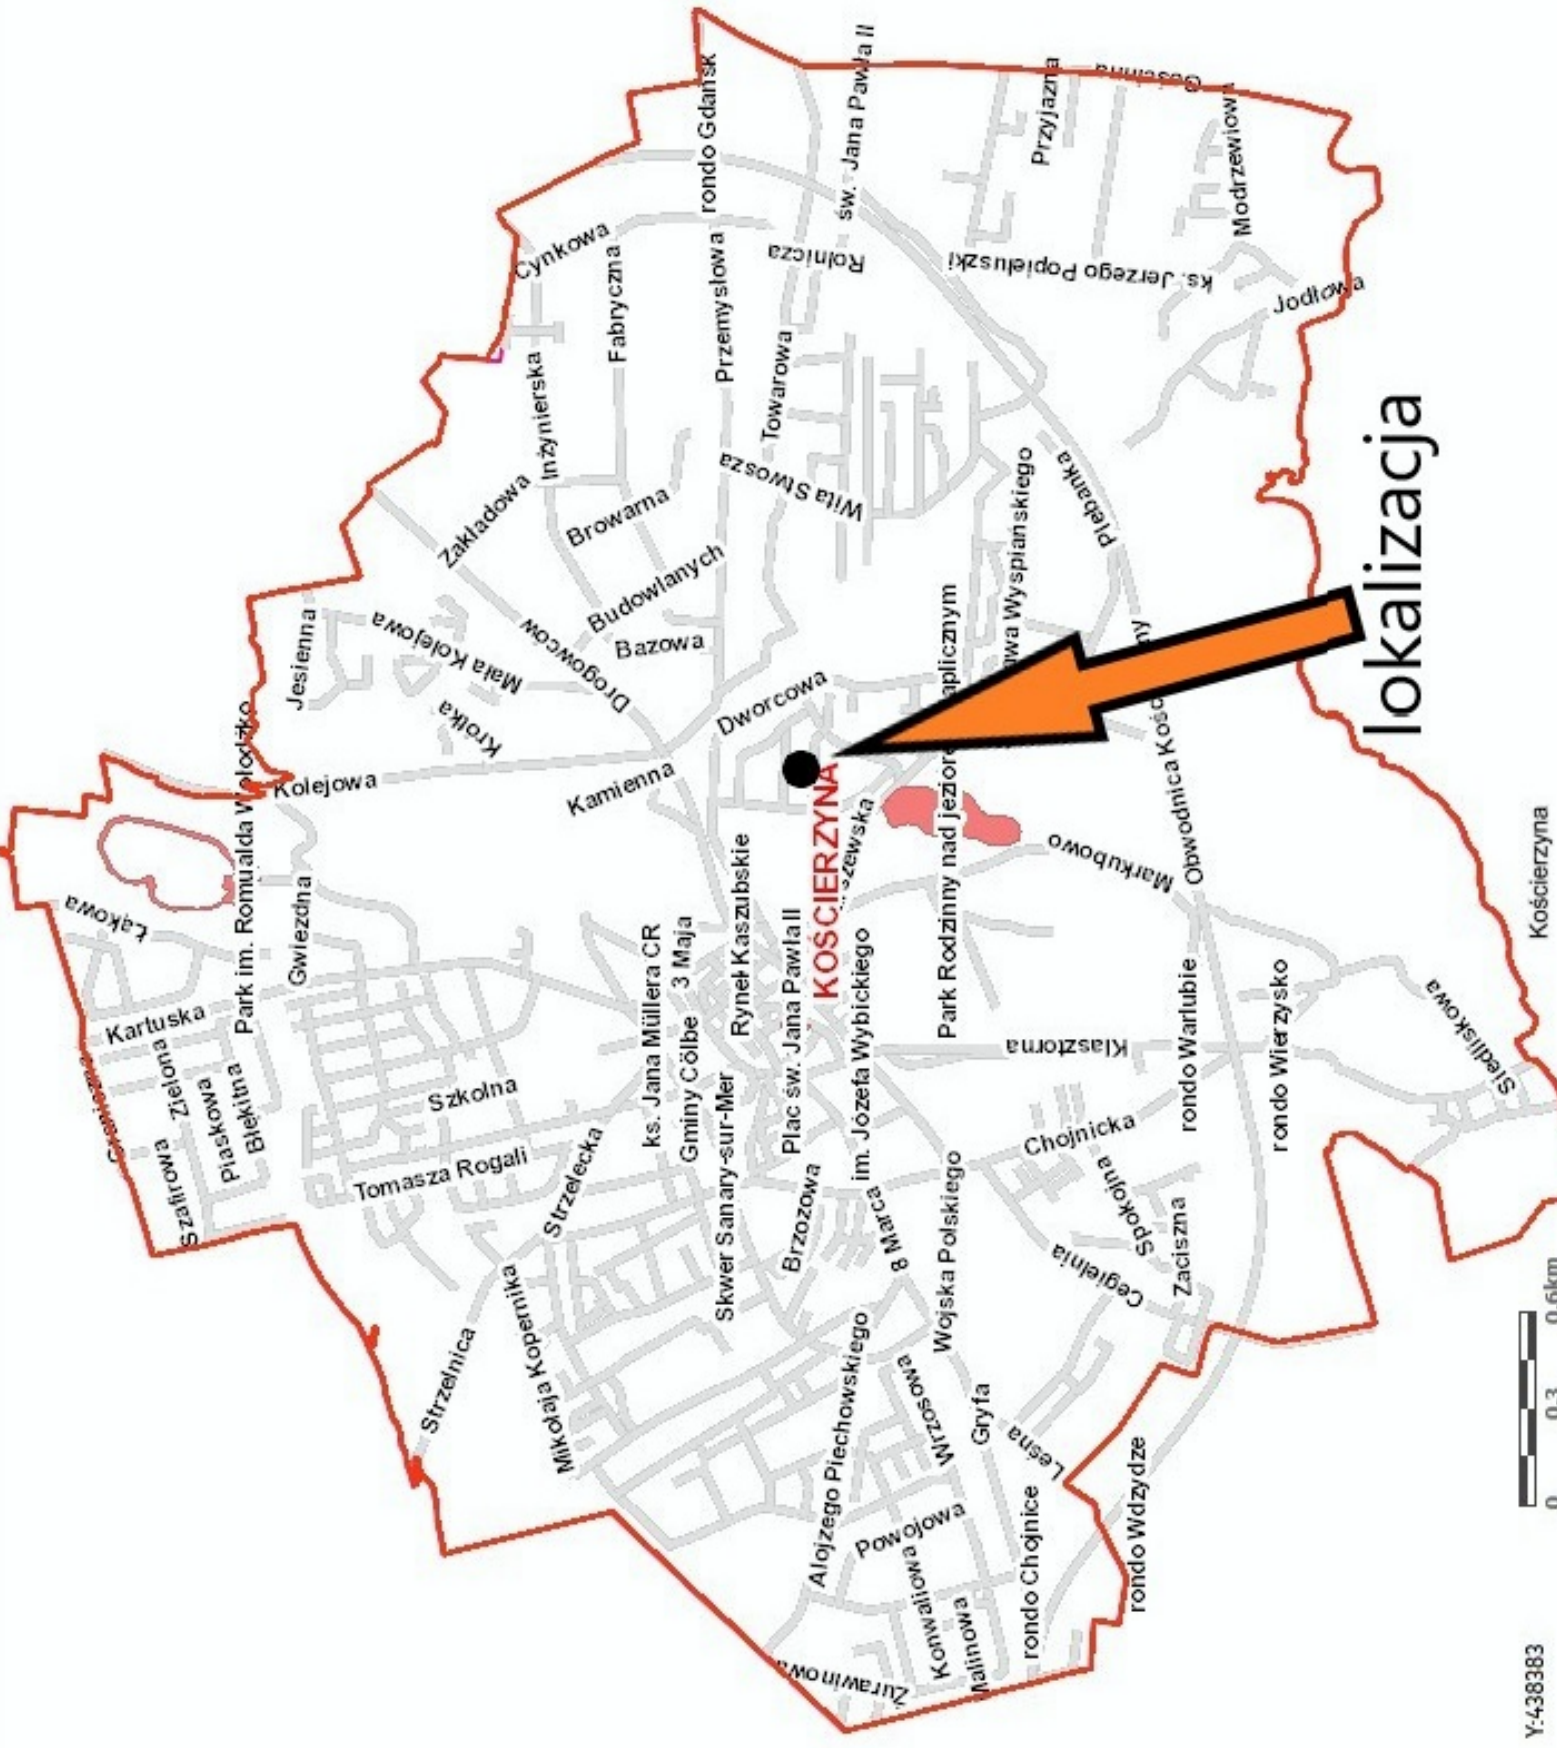 Żurawinowa
Malinowa
Konwaliowa
Powojowa
rondo Chojnice
rondo Wdzydze
Leśna
Gryfa
Wrzosowa
Alojzego Piechowskiego
Mikołaja Kopernika
Strzelnica
Wojska Polskiego
8 Marca
Brzozowa
Skwer Sanary-sur-Mer
Strzelecka
Tomasza Rogali
Szkolna
Szafirowa
Piaskowa
Błękitna
Zielona
Kartuska
Łąkowa
Gwiezdna
Park im. Romualda Wołodźko
ks. Jana Müllera CR
Gminy Cölbe
3 Maja
Rynek Kaszubskie
Plac św. Jana Pawła II
im. Józefa Wybickiego
KOŚCIERZYNA
Cegielnia
Zaciszna
Spokojna
Chojnicka
Klasztorna
rondo Warlubie
rondo Wierzysko
Siedliskowa
Markubowo
Park Rodzinny nad jeziorem
aplicznym
Obwodnica
Kolejowa
Kamienna
Krótka
Mała Kolejowa
Jesienna
Drogowców
Dworcowa
Bazowa
Budowlanych
Browarna
Zakładowa
Inżynierska
Fabryczna
Cynkowa
Przemysłowa
rondo Gdańsk
Towarowa
Wita Stwosza
Rolnicza
św. Jana Pawła II
Wyspiańskiego
Plebanka
ks. Jerzego Popiełuszki
Przyjazna
Gościnna
Modrzewiowa
Jodłowa
lokalizacja
Kościerzyna
0 0.3 0.6km
Y:438383